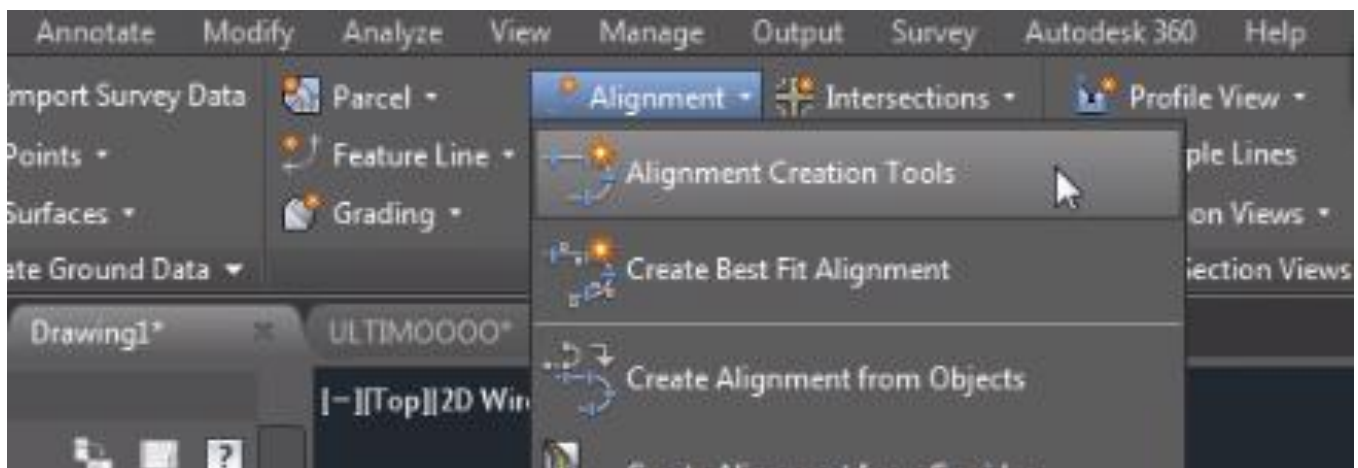 Annotate Modify Analyze View Manage Output Survey Autodesk 360 Help
mport Survey Data Parcel Alignment Intersections Profile View
Points Feature Line Alignment Creation Tools ple Lines
Surfaces Grading on Views
ate Ground Data Create Best Fit Alignment Section Views
Drawing1* ULTIMOOOO*
Create Alignment from Objects
[-][Top][2D Wir
?